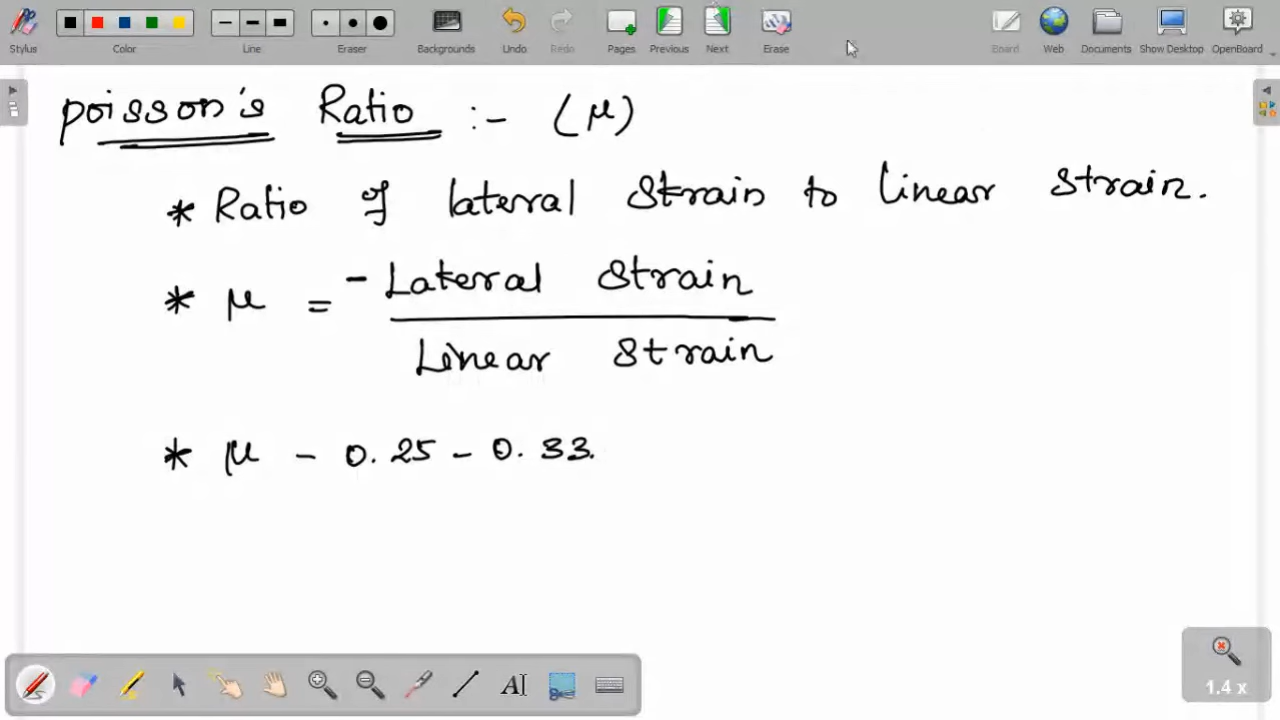 Stylus Color Line Eraser Backgrounds Undo Redo Pages Previous Next Erase Board Web Documents Show Desktop OpenBoard
poisson's Ratio :- (μ)
* Ratio of lateral strain to linear strain.
* μ = - Lateral strain
Linear strain
* μ - 0.25 - 0.33.
AI
1.4 x